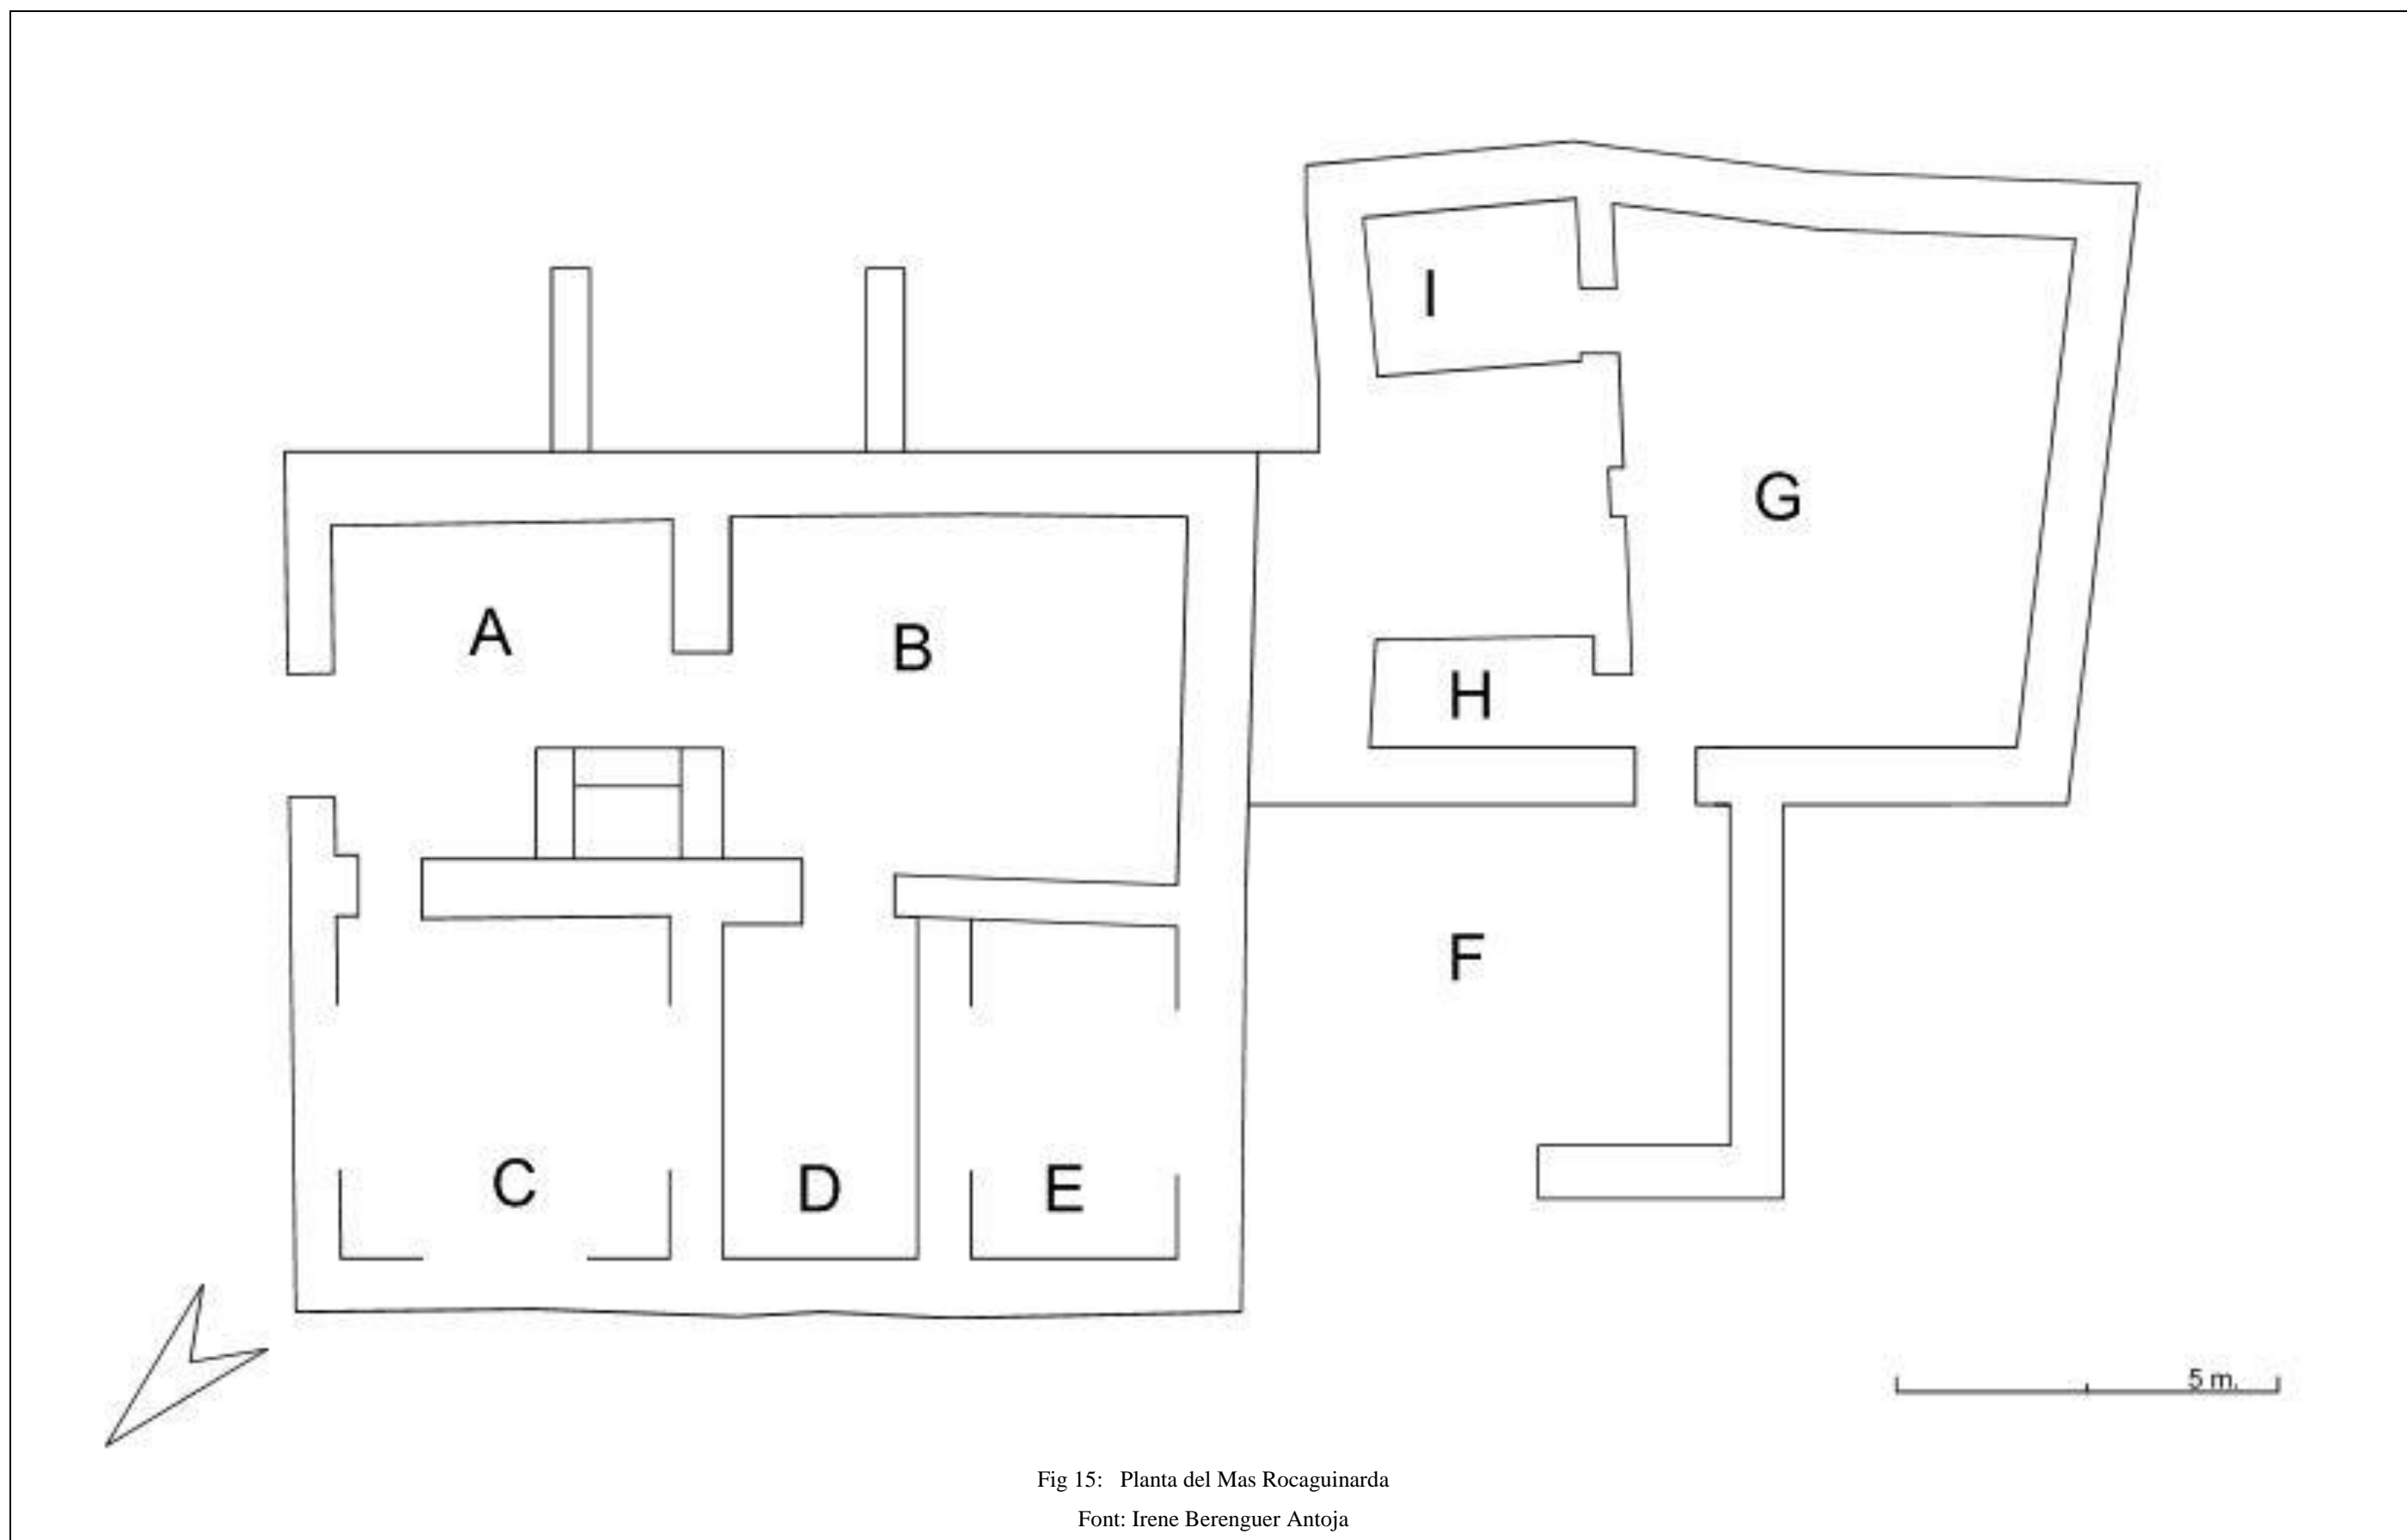 I
G
A
B
H
F
C
D
E
5 m.
Fig 15: Planta del Mas Rocaguinarda
Font: Irene Berenguer Antoja